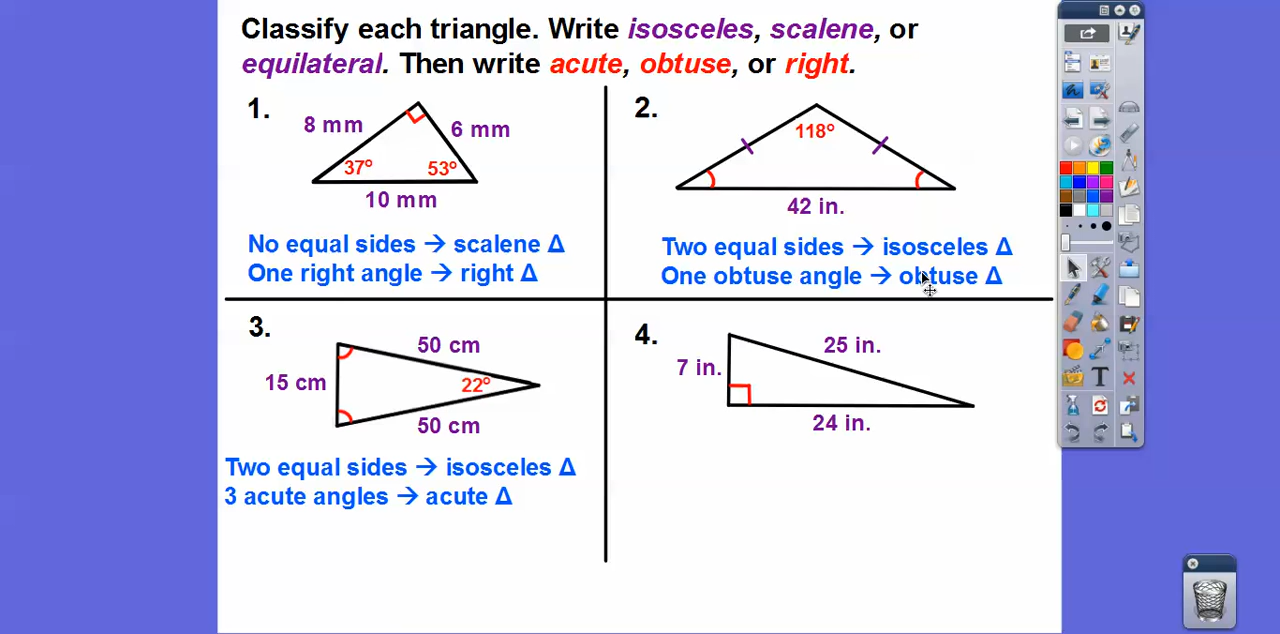 Classify each triangle. Write isosceles, scalene, or
equilateral. Then write acute, obtuse, or right.
1.
8 mm
6 mm
37°
53°
10 mm
No equal sides → scalene Δ
One right angle → right Δ
2.
118°
42 in.
Two equal sides → isosceles Δ
One obtuse angle → obtuse Δ
3.
50 cm
15 cm
22°
50 cm
Two equal sides → isosceles Δ
3 acute angles → acute Δ
4.
25 in.
7 in.
24 in.
T